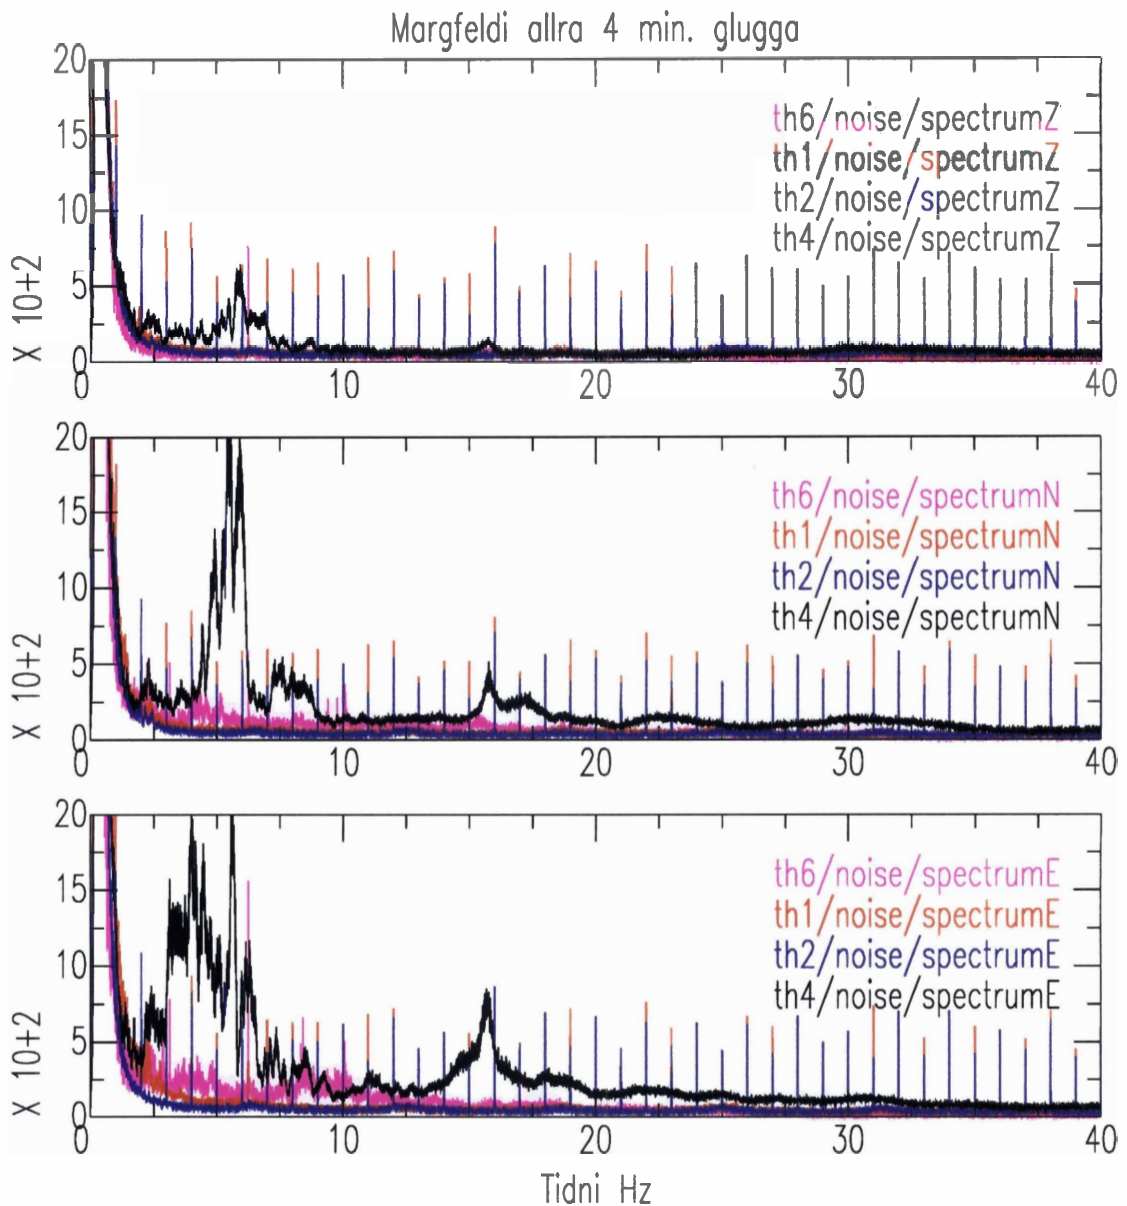 Margfeldi allra 4 min. glugga
20
15
10
5
0
X 10+2
th6/noise/spectrumZ
th1/noise/spectrumZ
th2/noise/spectrumZ
th4/noise/spectrumZ
0 10 20 30 40
20
15
10
5
0
X 10+2
th6/noise/spectrumN
th1/noise/spectrumN
th2/noise/spectrumN
th4/noise/spectrumN
0 10 20 30 40
20
15
10
5
0
X 10+2
th6/noise/spectrumE
th1/noise/spectrumE
th2/noise/spectrumE
th4/noise/spectrumE
0 10 20 30 40
Tidni Hz